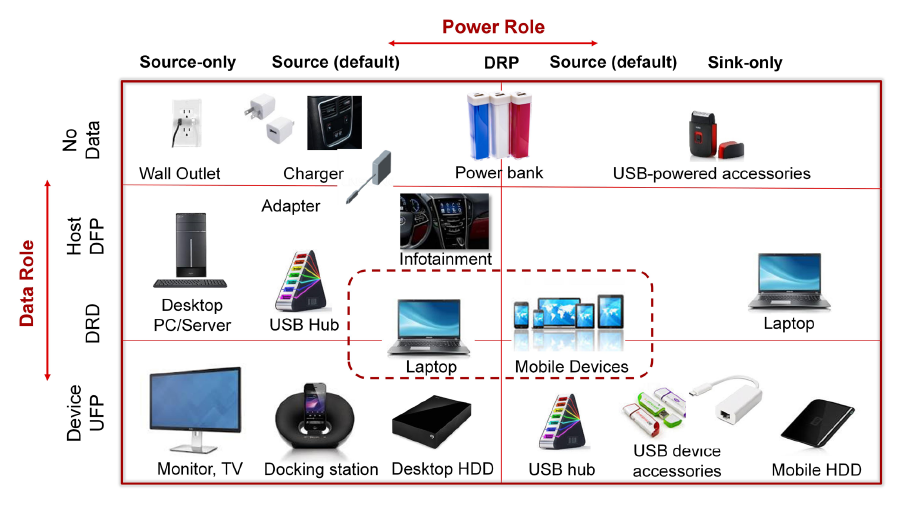 Power Role
Source-only
Source (default)
DRP
Source (default)
Sink-only
Data Role
No
Data
Wall Outlet
Charger
Power bank
USB-powered accessories
Adapter
Host
DFP
Infotainment
Desktop
PC/Server
USB Hub
Laptop
DRD
Laptop
Mobile Devices
Device
UFP
Monitor, TV
Docking station
Desktop HDD
USB hub
USB device
accessories
Mobile HDD